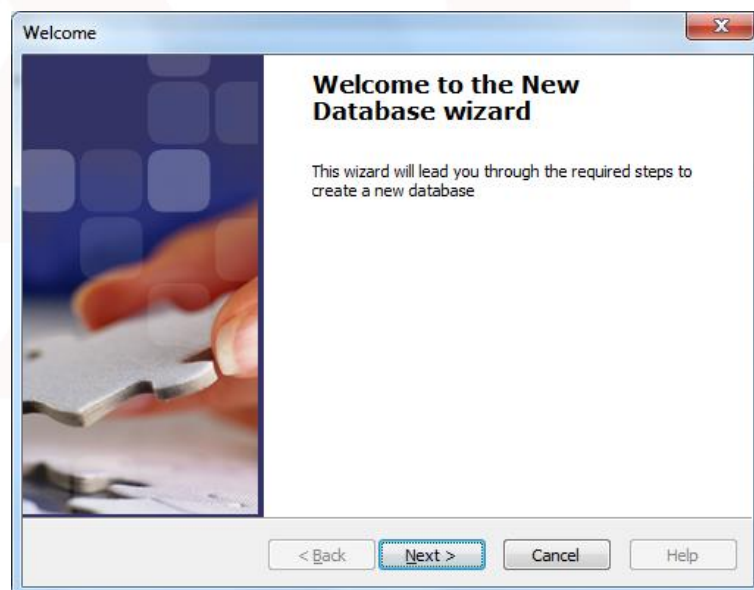 Welcome
Welcome to the New
Database wizard
This wizard will lead you through the required steps to
create a new database
< Back
Next >
Cancel
Help